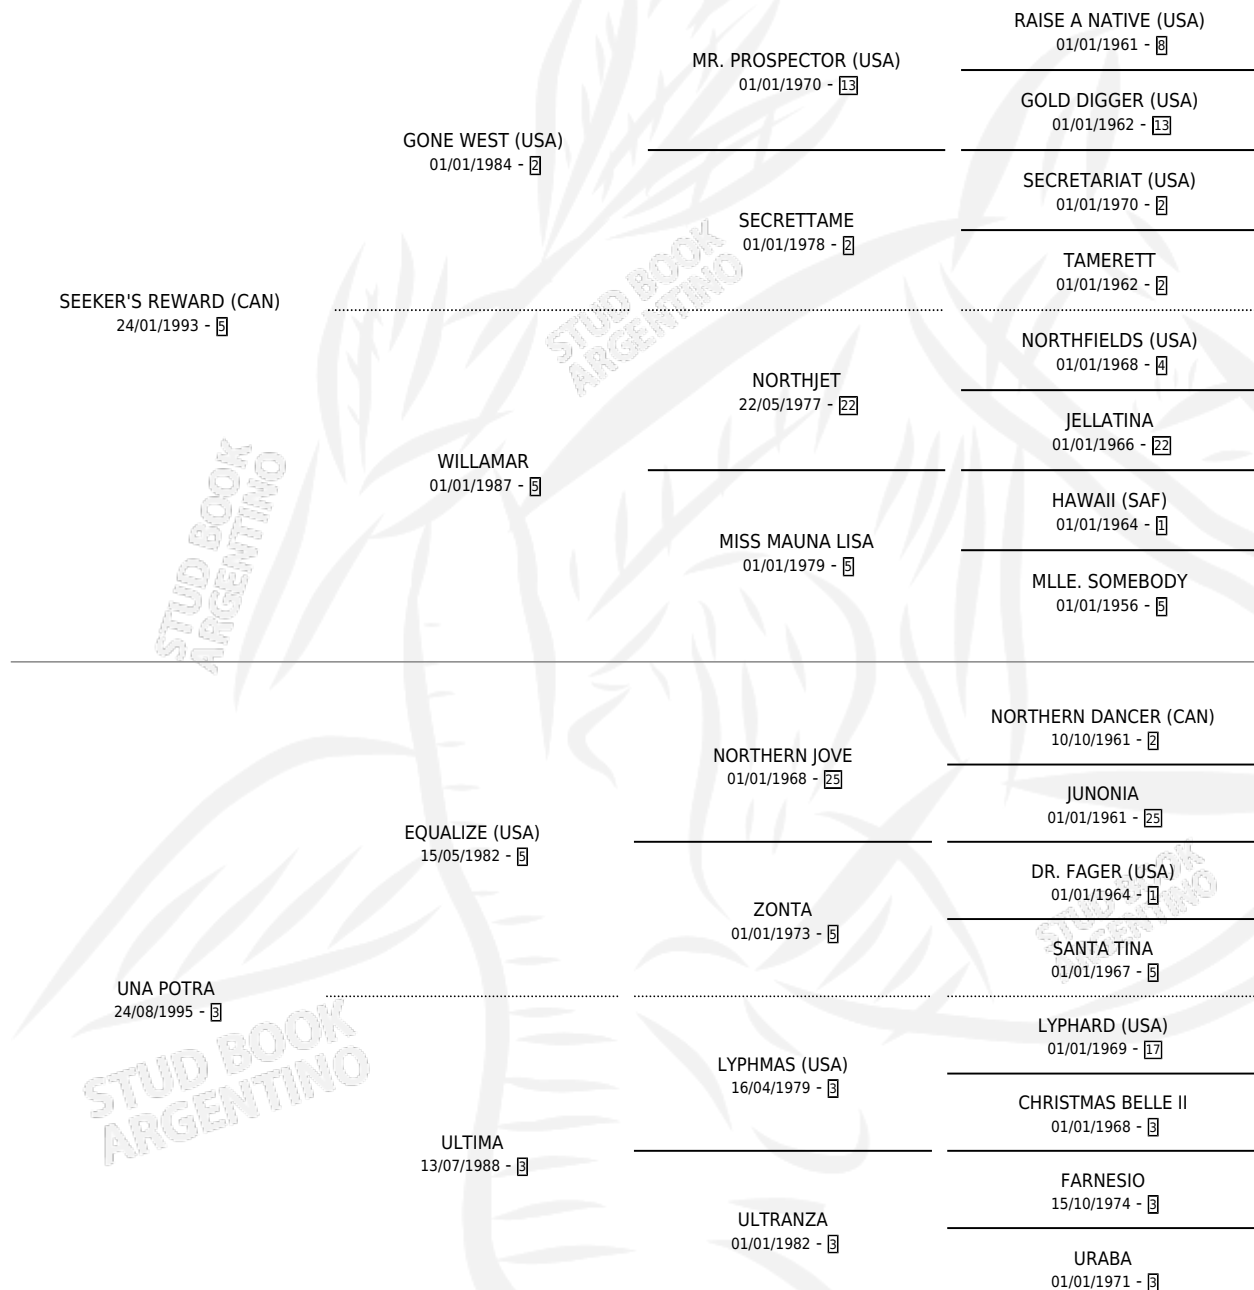 RAISE A NATIVE (USA)
01/01/1961 - 8
MR. PROSPECTOR (USA)
01/01/1970 - 13
GOLD DIGGER (USA)
01/01/1962 - 13
GONE WEST (USA)
01/01/1984 - 2
SECRETARIAT (USA)
01/01/1970 - 2
SECRETTAME
01/01/1978 - 2
TAMERETT
01/01/1962 - 2
SEEKER'S REWARD (CAN)
24/01/1993 - 5
NORTHFIELDS (USA)
01/01/1968 - 4
NORTHJET
22/05/1977 - 22
JELLATINA
01/01/1966 - 22
WILLAMAR
01/01/1987 - 5
HAWAII (SAF)
01/01/1964 - 1
MISS MAUNA LISA
01/01/1979 - 5
MLLE. SOMEBODY
01/01/1956 - 5
NORTHERN DANCER (CAN)
10/10/1961 - 2
NORTHERN JOVE
01/01/1968 - 25
JUNONIA
01/01/1961 - 25
EQUALIZE (USA)
15/05/1982 - 5
DR. FAGER (USA)
01/01/1964 - 1
ZONTA
01/01/1973 - 5
SANTA TINA
01/01/1967 - 5
UNA POTRA
24/08/1995 - 3
LYPHARD (USA)
01/01/1969 - 17
LYPHMAS (USA)
16/04/1979 - 3
CHRISTMAS BELLE II
01/01/1968 - 3
ULTIMA
13/07/1988 - 3
FARNESIO
15/10/1974 - 3
ULTRANZA
01/01/1982 - 3
URABA
01/01/1971 - 3
STUD BOOK
ARGENTINO
STUD BOOK
ARGENTINO
STUD BOOK
ARGENTINO
STUD BOOK
ARGENTINO